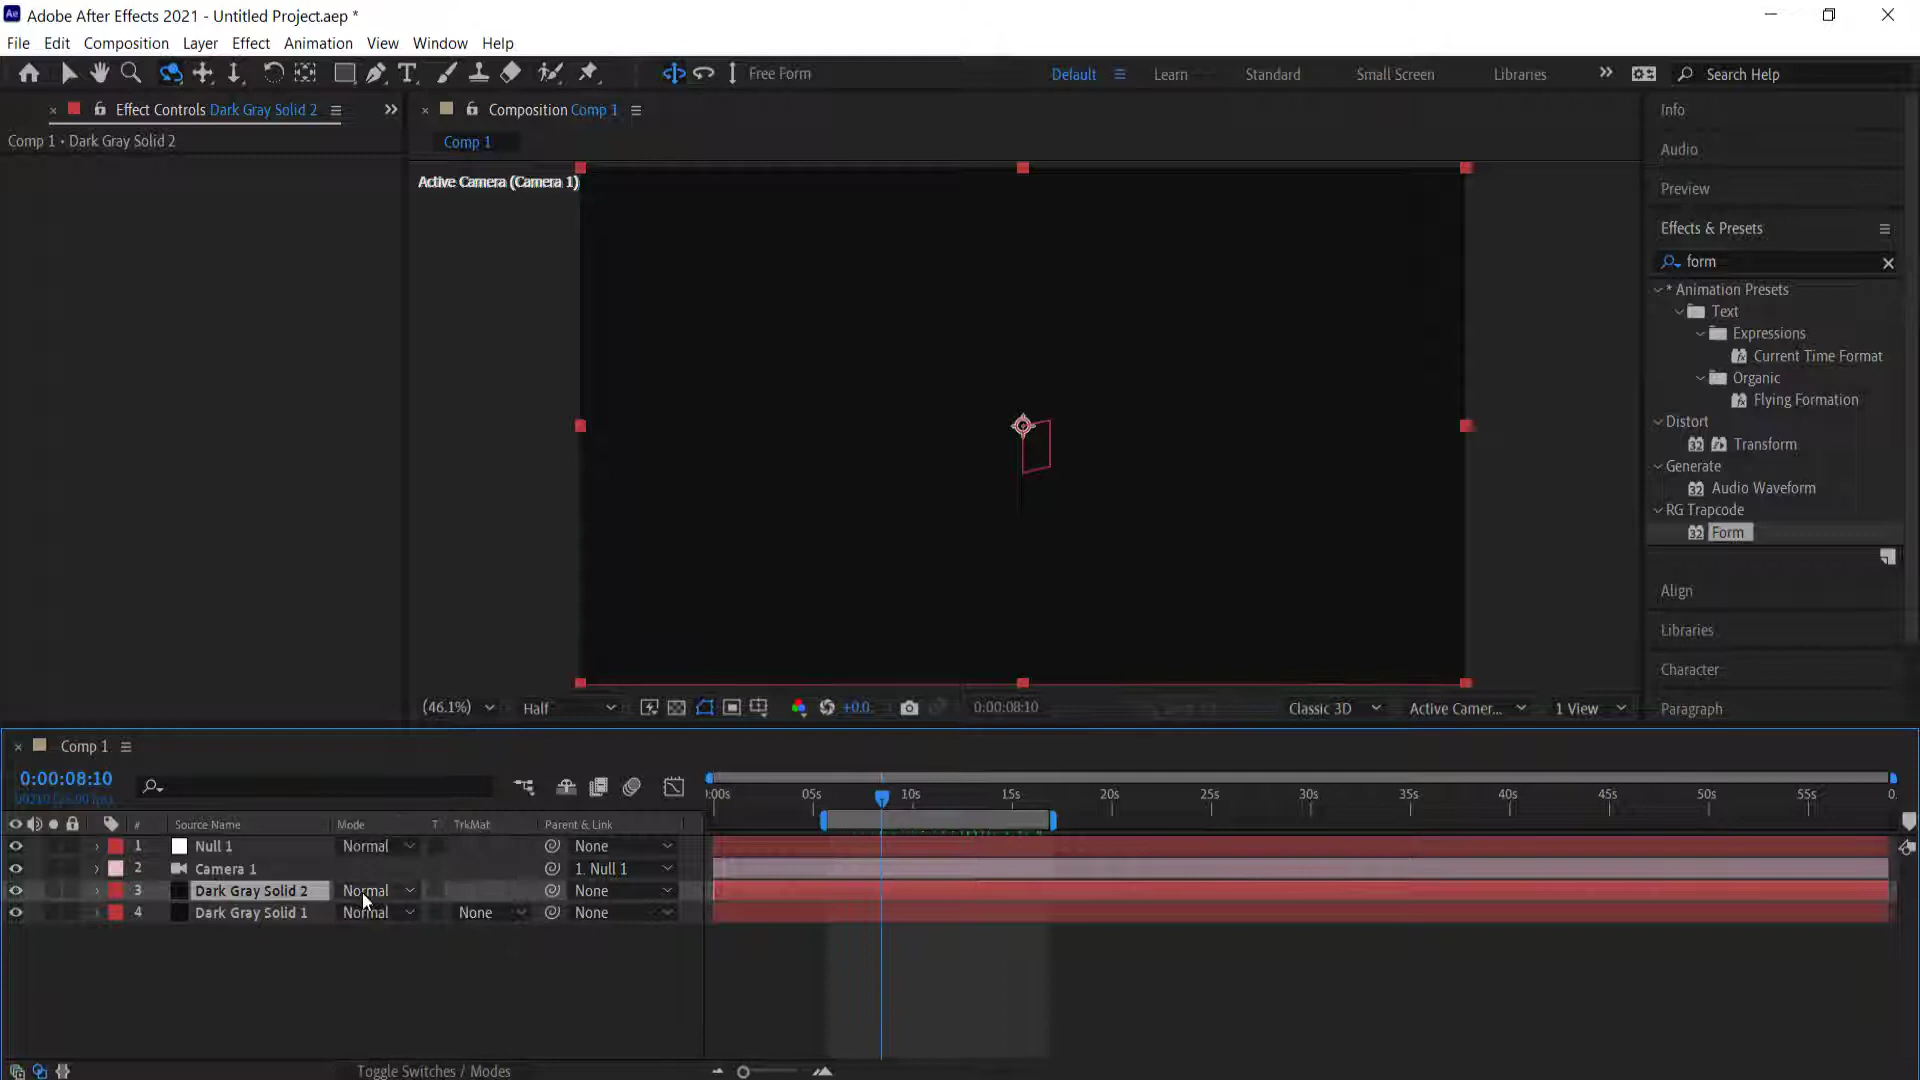 Adobe After Effects 2021 - Untitled Project.aep *
File Edit Composition Layer Effect Animation View Window Help
Free Form
Default
Learn
Standard
Small Screen
Libraries
Search Help
Effect Controls Dark Gray Solid 2
Composition Comp 1
Comp 1 • Dark Gray Solid 2
Comp 1
Active Camera (Camera 1)
Info
Audio
Preview
Effects & Presets
form
* Animation Presets
Text
Expressions
Current Time Format
Organic
Flying Formation
Distort
Transform
Generate
Audio Waveform
RG Trapcode
Form
Align
Libraries
Character
Paragraph
(46.1%)
Half
+0.0
0:00:08:10
Classic 3D
Active Camer...
1 View
Comp 1
0:00:08:10
:00s 05s 10s 15s 20s 25s 30s 35s 40s 45s 50s 55s 0
# Source Name Mode T TrkMat Parent & Link
1 Null 1 Normal None
2 Camera 1 1. Null 1
3 Dark Gray Solid 2 Normal None
4 Dark Gray Solid 1 Normal None None
Toggle Switches / Modes